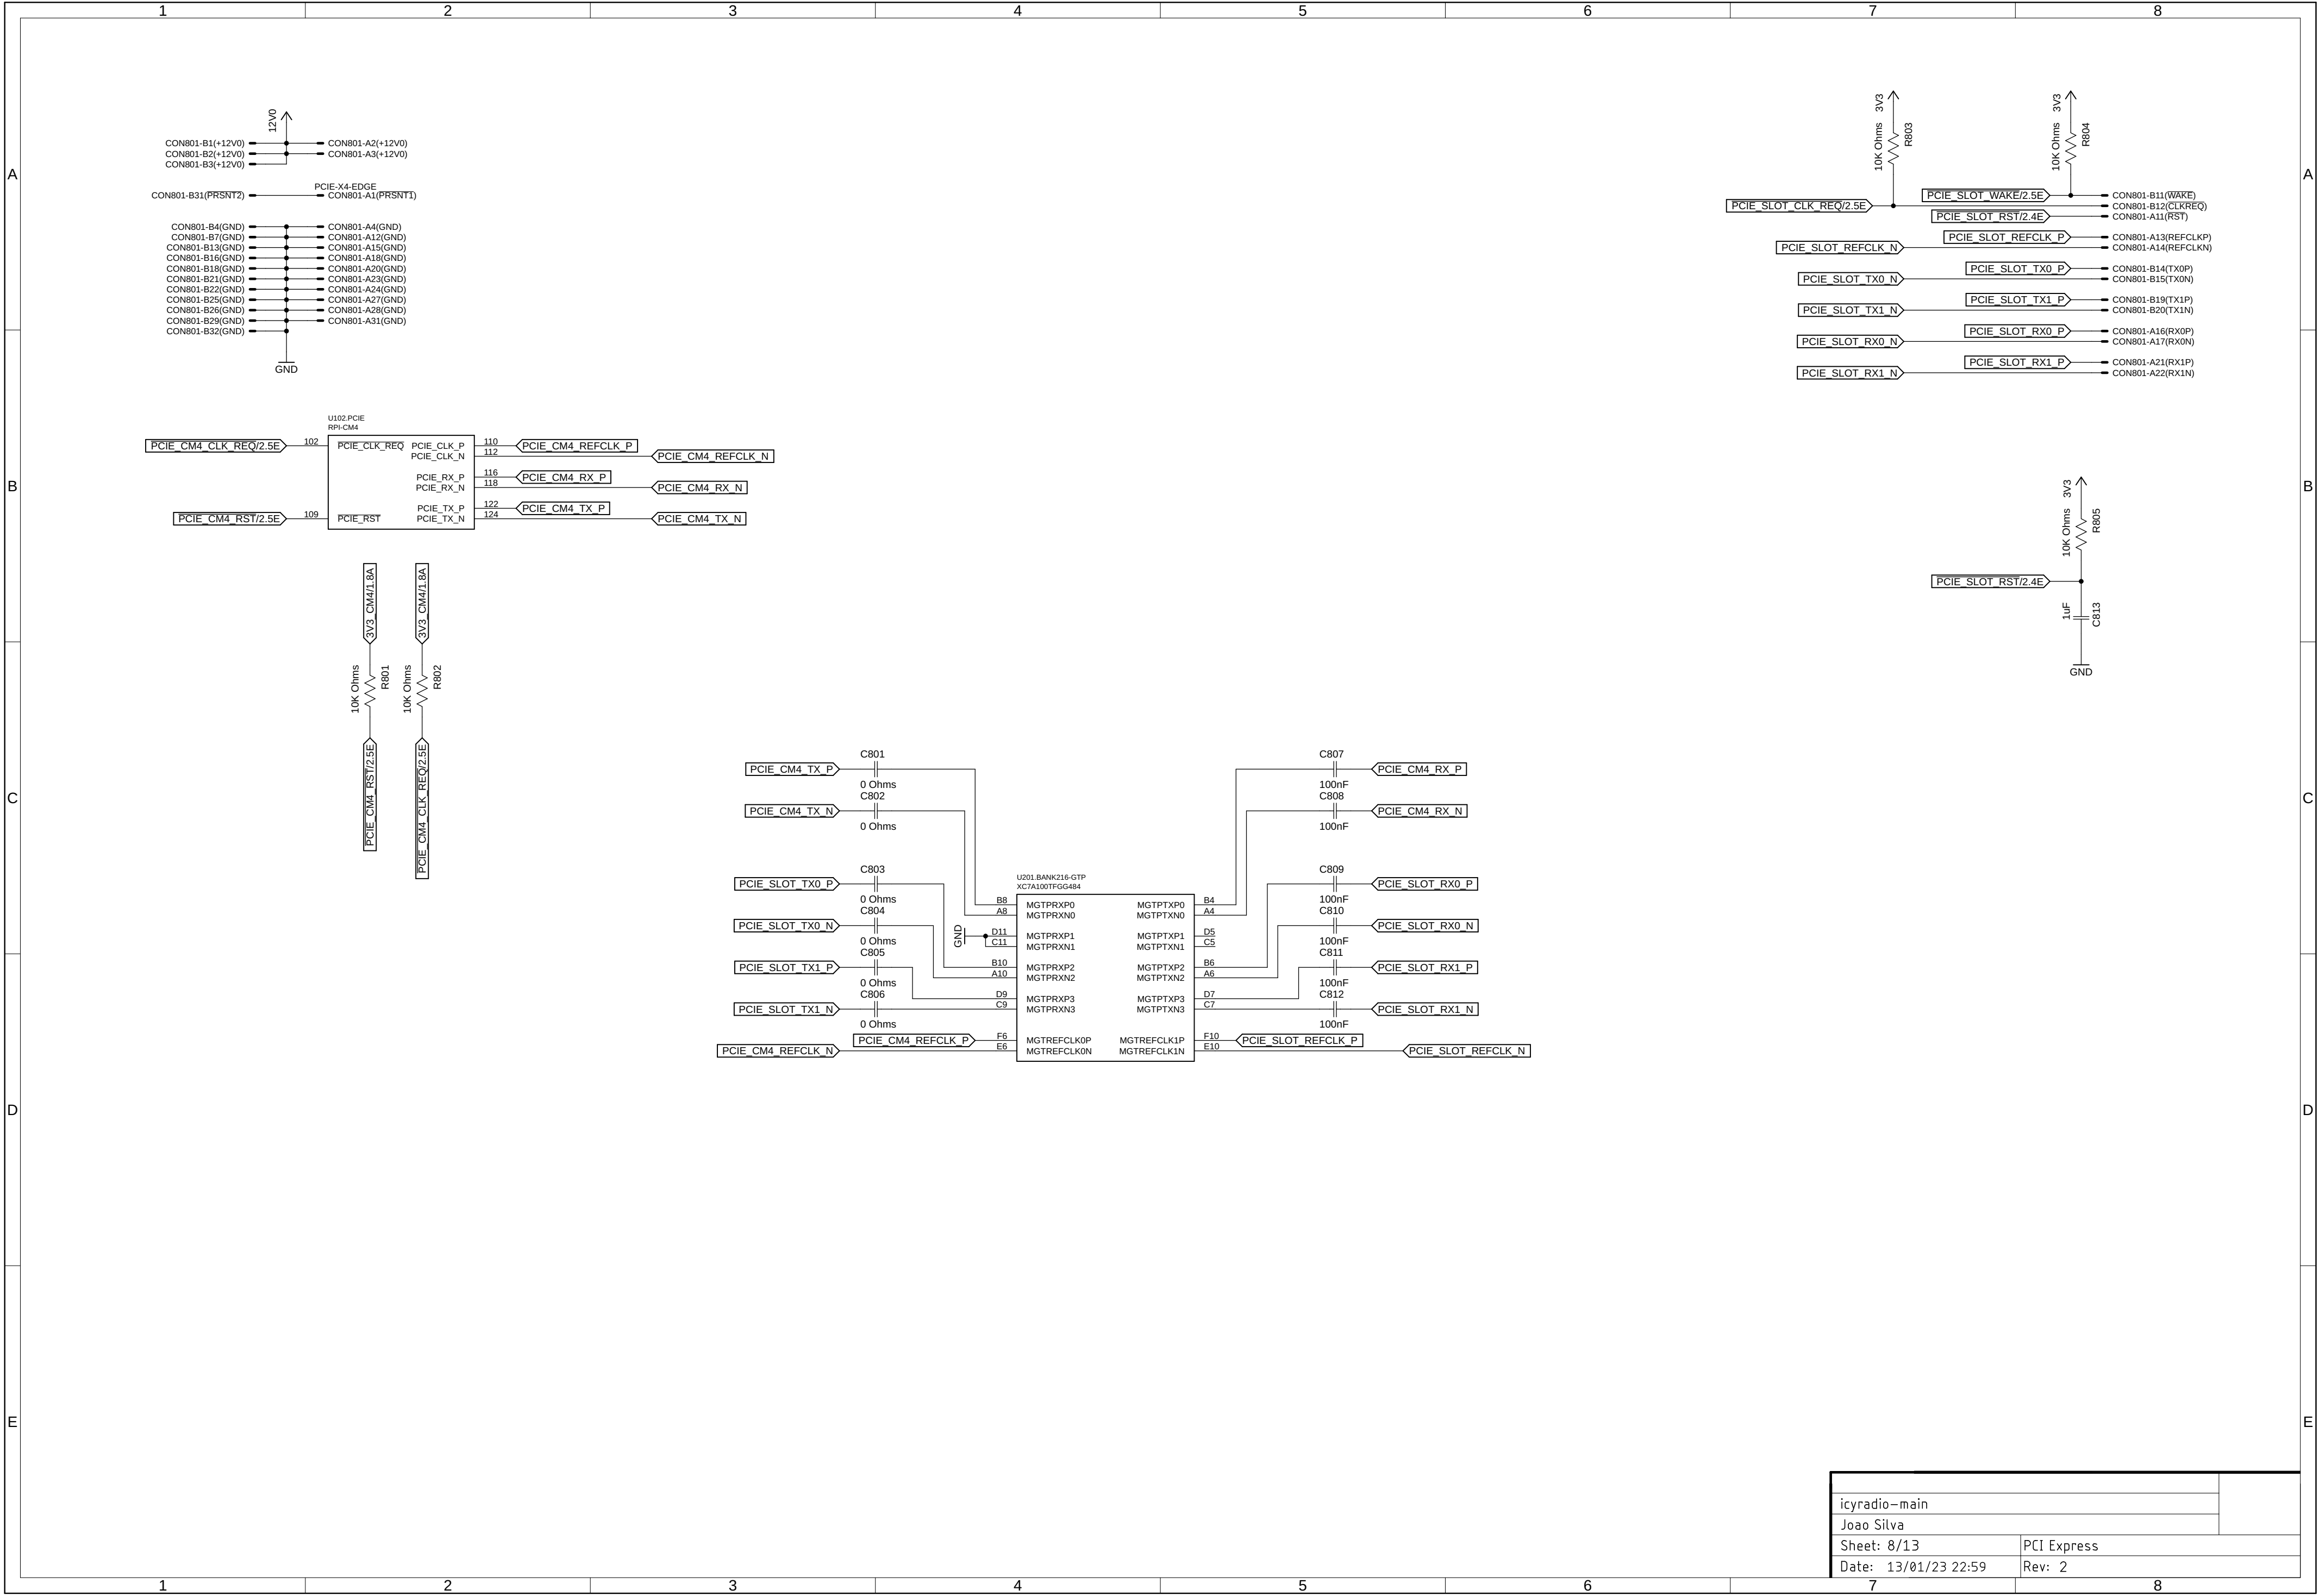 1 2 3 4 5 6 7 8
A
B
C
D
E
A
B
C
D
E
12V0
CON801-B1(+12V0) CON801-A2(+12V0)
CON801-B2(+12V0) CON801-A3(+12V0)
CON801-B3(+12V0)
PCIE-X4-EDGE
CON801-B31(PRSNT2) CON801-A1(PRSNT1)
CON801-B4(GND) CON801-A4(GND)
CON801-B7(GND) CON801-A12(GND)
CON801-B13(GND) CON801-A15(GND)
CON801-B16(GND) CON801-A18(GND)
CON801-B18(GND) CON801-A20(GND)
CON801-B21(GND) CON801-A23(GND)
CON801-B22(GND) CON801-A24(GND)
CON801-B25(GND) CON801-A27(GND)
CON801-B26(GND) CON801-A28(GND)
CON801-B29(GND) CON801-A31(GND)
CON801-B32(GND)
GND
3V3 3V3
10K Ohms R803 10K Ohms R804
PCIE_SLOT_WAKE/2.5E CON801-B11(WAKE)
PCIE_SLOT_CLK_REQ/2.5E CON801-B12(CLKREQ)
PCIE_SLOT_RST/2.4E CON801-A11(RST)
PCIE_SLOT_REFCLK_P CON801-A13(REFCLKP)
PCIE_SLOT_REFCLK_N CON801-A14(REFCLKN)
PCIE_SLOT_TX0_P CON801-B14(TX0P)
PCIE_SLOT_TX0_N CON801-B15(TX0N)
PCIE_SLOT_TX1_P CON801-B19(TX1P)
PCIE_SLOT_TX1_N CON801-B20(TX1N)
PCIE_SLOT_RX0_P CON801-A16(RX0P)
PCIE_SLOT_RX0_N CON801-A17(RX0N)
PCIE_SLOT_RX1_P CON801-A21(RX1P)
PCIE_SLOT_RX1_N CON801-A22(RX1N)
U102.PCIE
RPI-CM4
PCIE_CM4_CLK_REQ/2.5E 102 PCIE_CLK_REQ PCIE_CLK_P 110 PCIE_CM4_REFCLK_P
PCIE_CLK_N 112 PCIE_CM4_REFCLK_N
PCIE_RX_P 116 PCIE_CM4_RX_P
PCIE_RX_N 118 PCIE_CM4_RX_N
PCIE_TX_P 122 PCIE_CM4_TX_P
PCIE_CM4_RST/2.5E 109 PCIE_RST PCIE_TX_N 124 PCIE_CM4_TX_N
3V3
10K Ohms R805
PCIE_SLOT_RST/2.4E
1uF C813
GND
3V3_CM4/1.8A 3V3_CM4/1.8A
10K Ohms R801 10K Ohms R802
PCIE_CM4_RST/2.5E PCIE_CM4_CLK_REQ/2.5E
C801 C807
PCIE_CM4_TX_P PCIE_CM4_RX_P
0 Ohms 100nF
C802 C808
PCIE_CM4_TX_N PCIE_CM4_RX_N
0 Ohms 100nF
C803 C809
PCIE_SLOT_TX0_P PCIE_SLOT_RX0_P
0 Ohms 100nF
C804 C810
PCIE_SLOT_TX0_N PCIE_SLOT_RX0_N
0 Ohms 100nF
C805 C811
PCIE_SLOT_TX1_P PCIE_SLOT_RX1_P
0 Ohms 100nF
C806 C812
PCIE_SLOT_TX1_N PCIE_SLOT_RX1_N
0 Ohms 100nF
U201.BANK216-GTP
XC7A100TFGG484
B8 MGTPRXP0 MGTPTXP0 B4
A8 MGTPRXN0 MGTPTXN0 A4
GND
D11 MGTPRXP1 MGTPTXP1 D5
C11 MGTPRXN1 MGTPTXN1 C5
B10 MGTPRXP2 MGTPTXP2 B6
A10 MGTPRXN2 MGTPTXN2 A6
D9 MGTPRXP3 MGTPTXP3 D7
C9 MGTPRXN3 MGTPTXN3 C7
PCIE_CM4_REFCLK_P F6 MGTREFCLK0P MGTREFCLK1P F10 PCIE_SLOT_REFCLK_P
PCIE_CM4_REFCLK_N E6 MGTREFCLK0N MGTREFCLK1N E10 PCIE_SLOT_REFCLK_N
icyradio-main
Joao Silva
Sheet: 8/13 PCI Express
Date: 13/01/23 22:59 Rev: 2
1 2 3 4 5 6 7 8